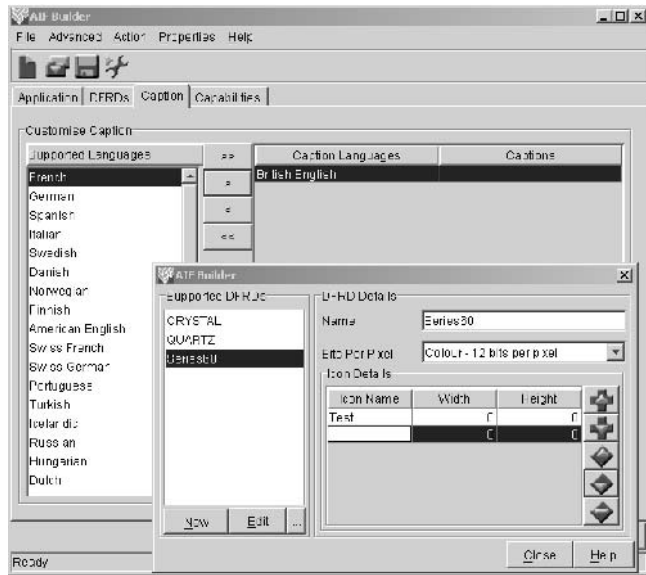 AIF Builder
File Advanced Action Properties Help
Application DFRDs Caption Capabilities
Customise Caption
Supported Languages
>>
Caption Languages Captions
French
>
British English
German
Spanish
<
Italian
<<
Swedish
Danish
Norwegian
Finnish
American English
Swiss French
Swiss German
Portuguese
Turkish
Icelandic
Russian
Hungarian
Dutch
Ready
AIF Builder
Supported DFRDs
CRYSTAL
QUARTZ
Series60
New Edit ...
DFRD Details
Name Series60
Bits Per Pixel Colour - 12 bits per pixel
Icon Details
Icon Name Width Height
Test 0 0
0 0
Close Help